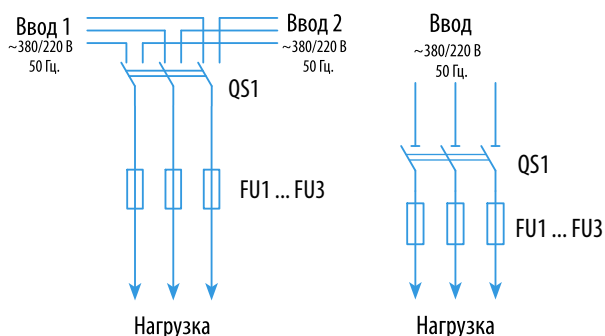 Ввод 1
~380/220 В
50 Гц.
Ввод 2
~380/220 В
50 Гц.
QS1
FU1 ... FU3
Нагрузка
Ввод
~380/220 В
50 Гц.
QS1
FU1 ... FU3
Нагрузка